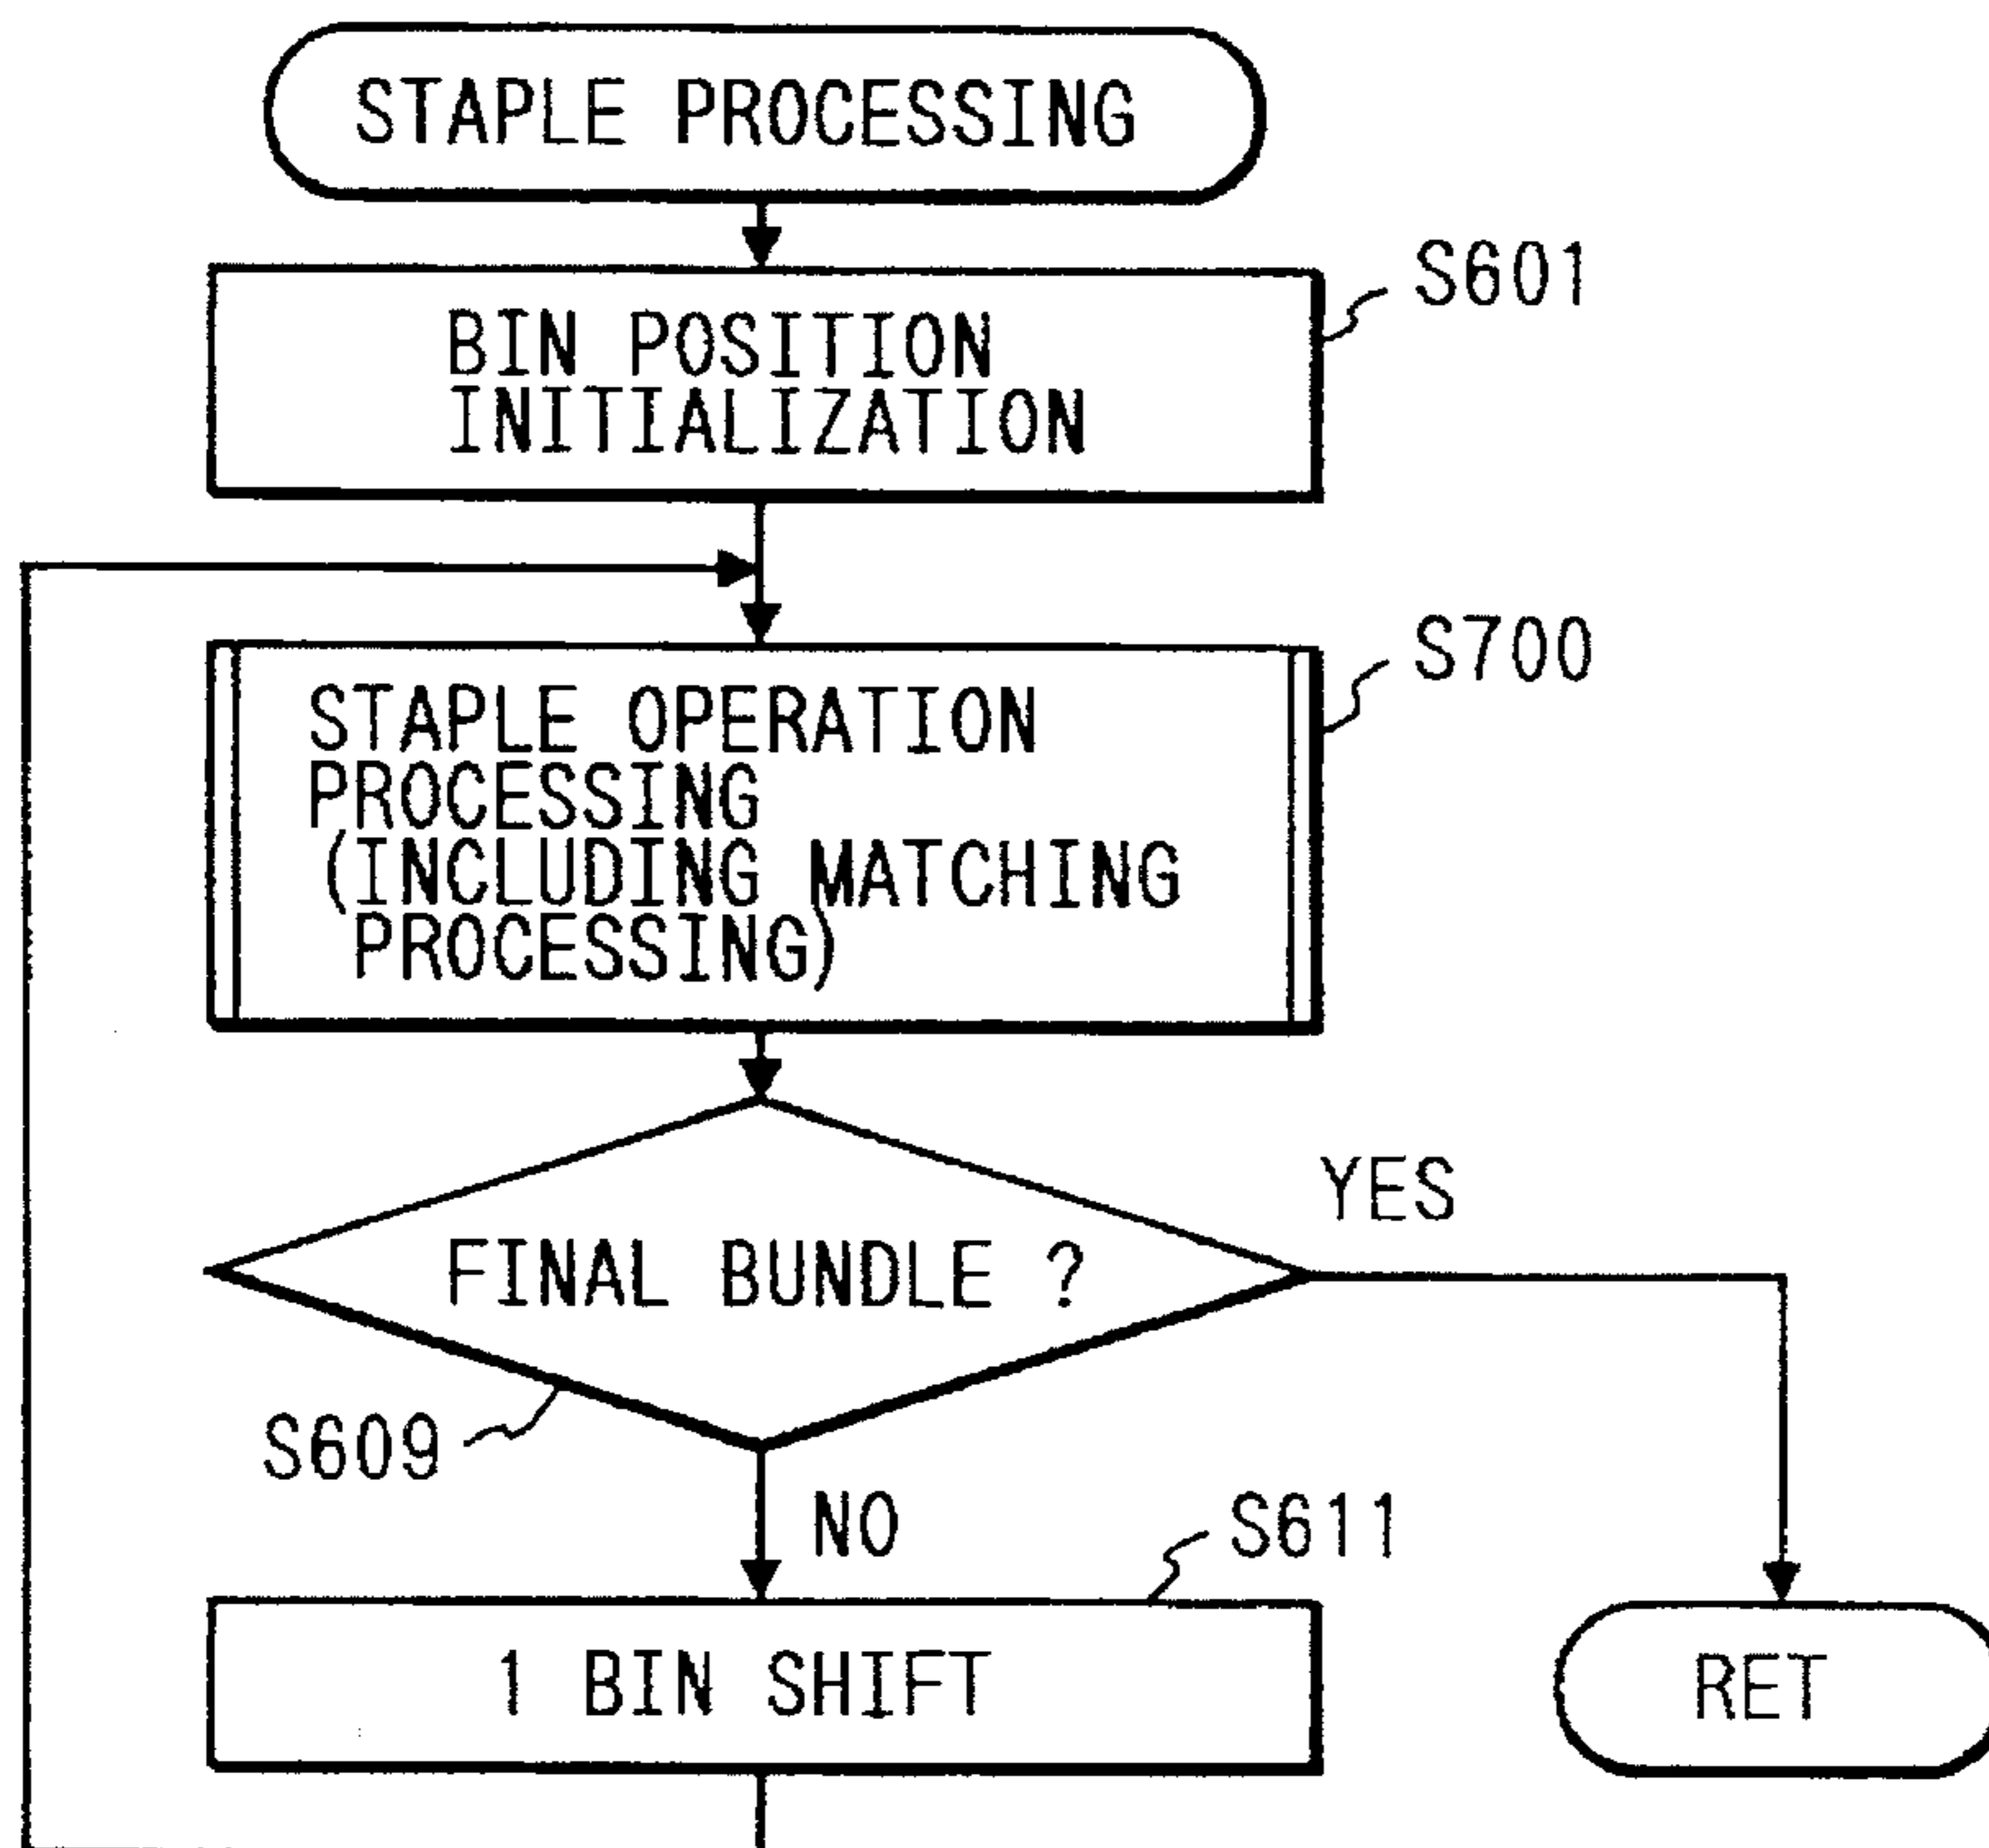 STAPLE PROCESSING
S601
BIN POSITION
INITIALIZATION
S700
STAPLE OPERATION
PROCESSING
(INCLUDING MATCHING
PROCESSING)
YES
FINAL BUNDLE ?
S609
NO
S611
1 BIN SHIFT
RET